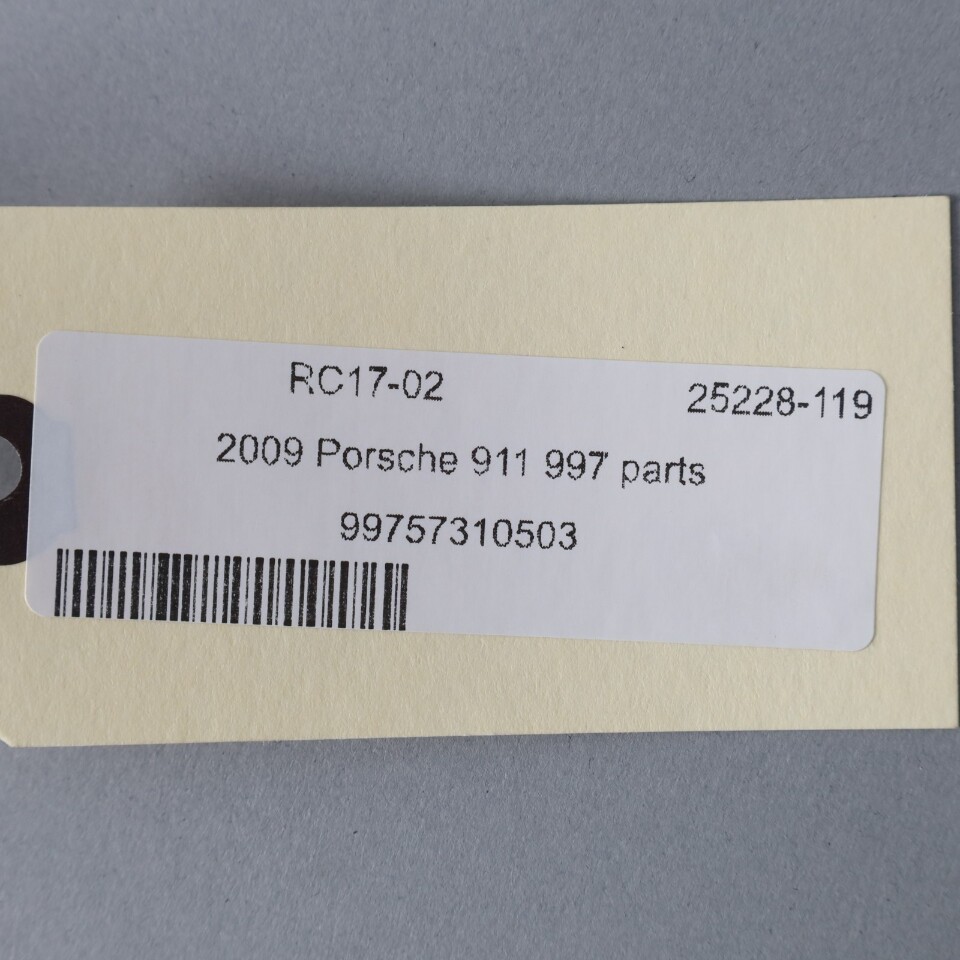 RC17-02 25228-119
2009 Porsche 911 997 parts
99757310503